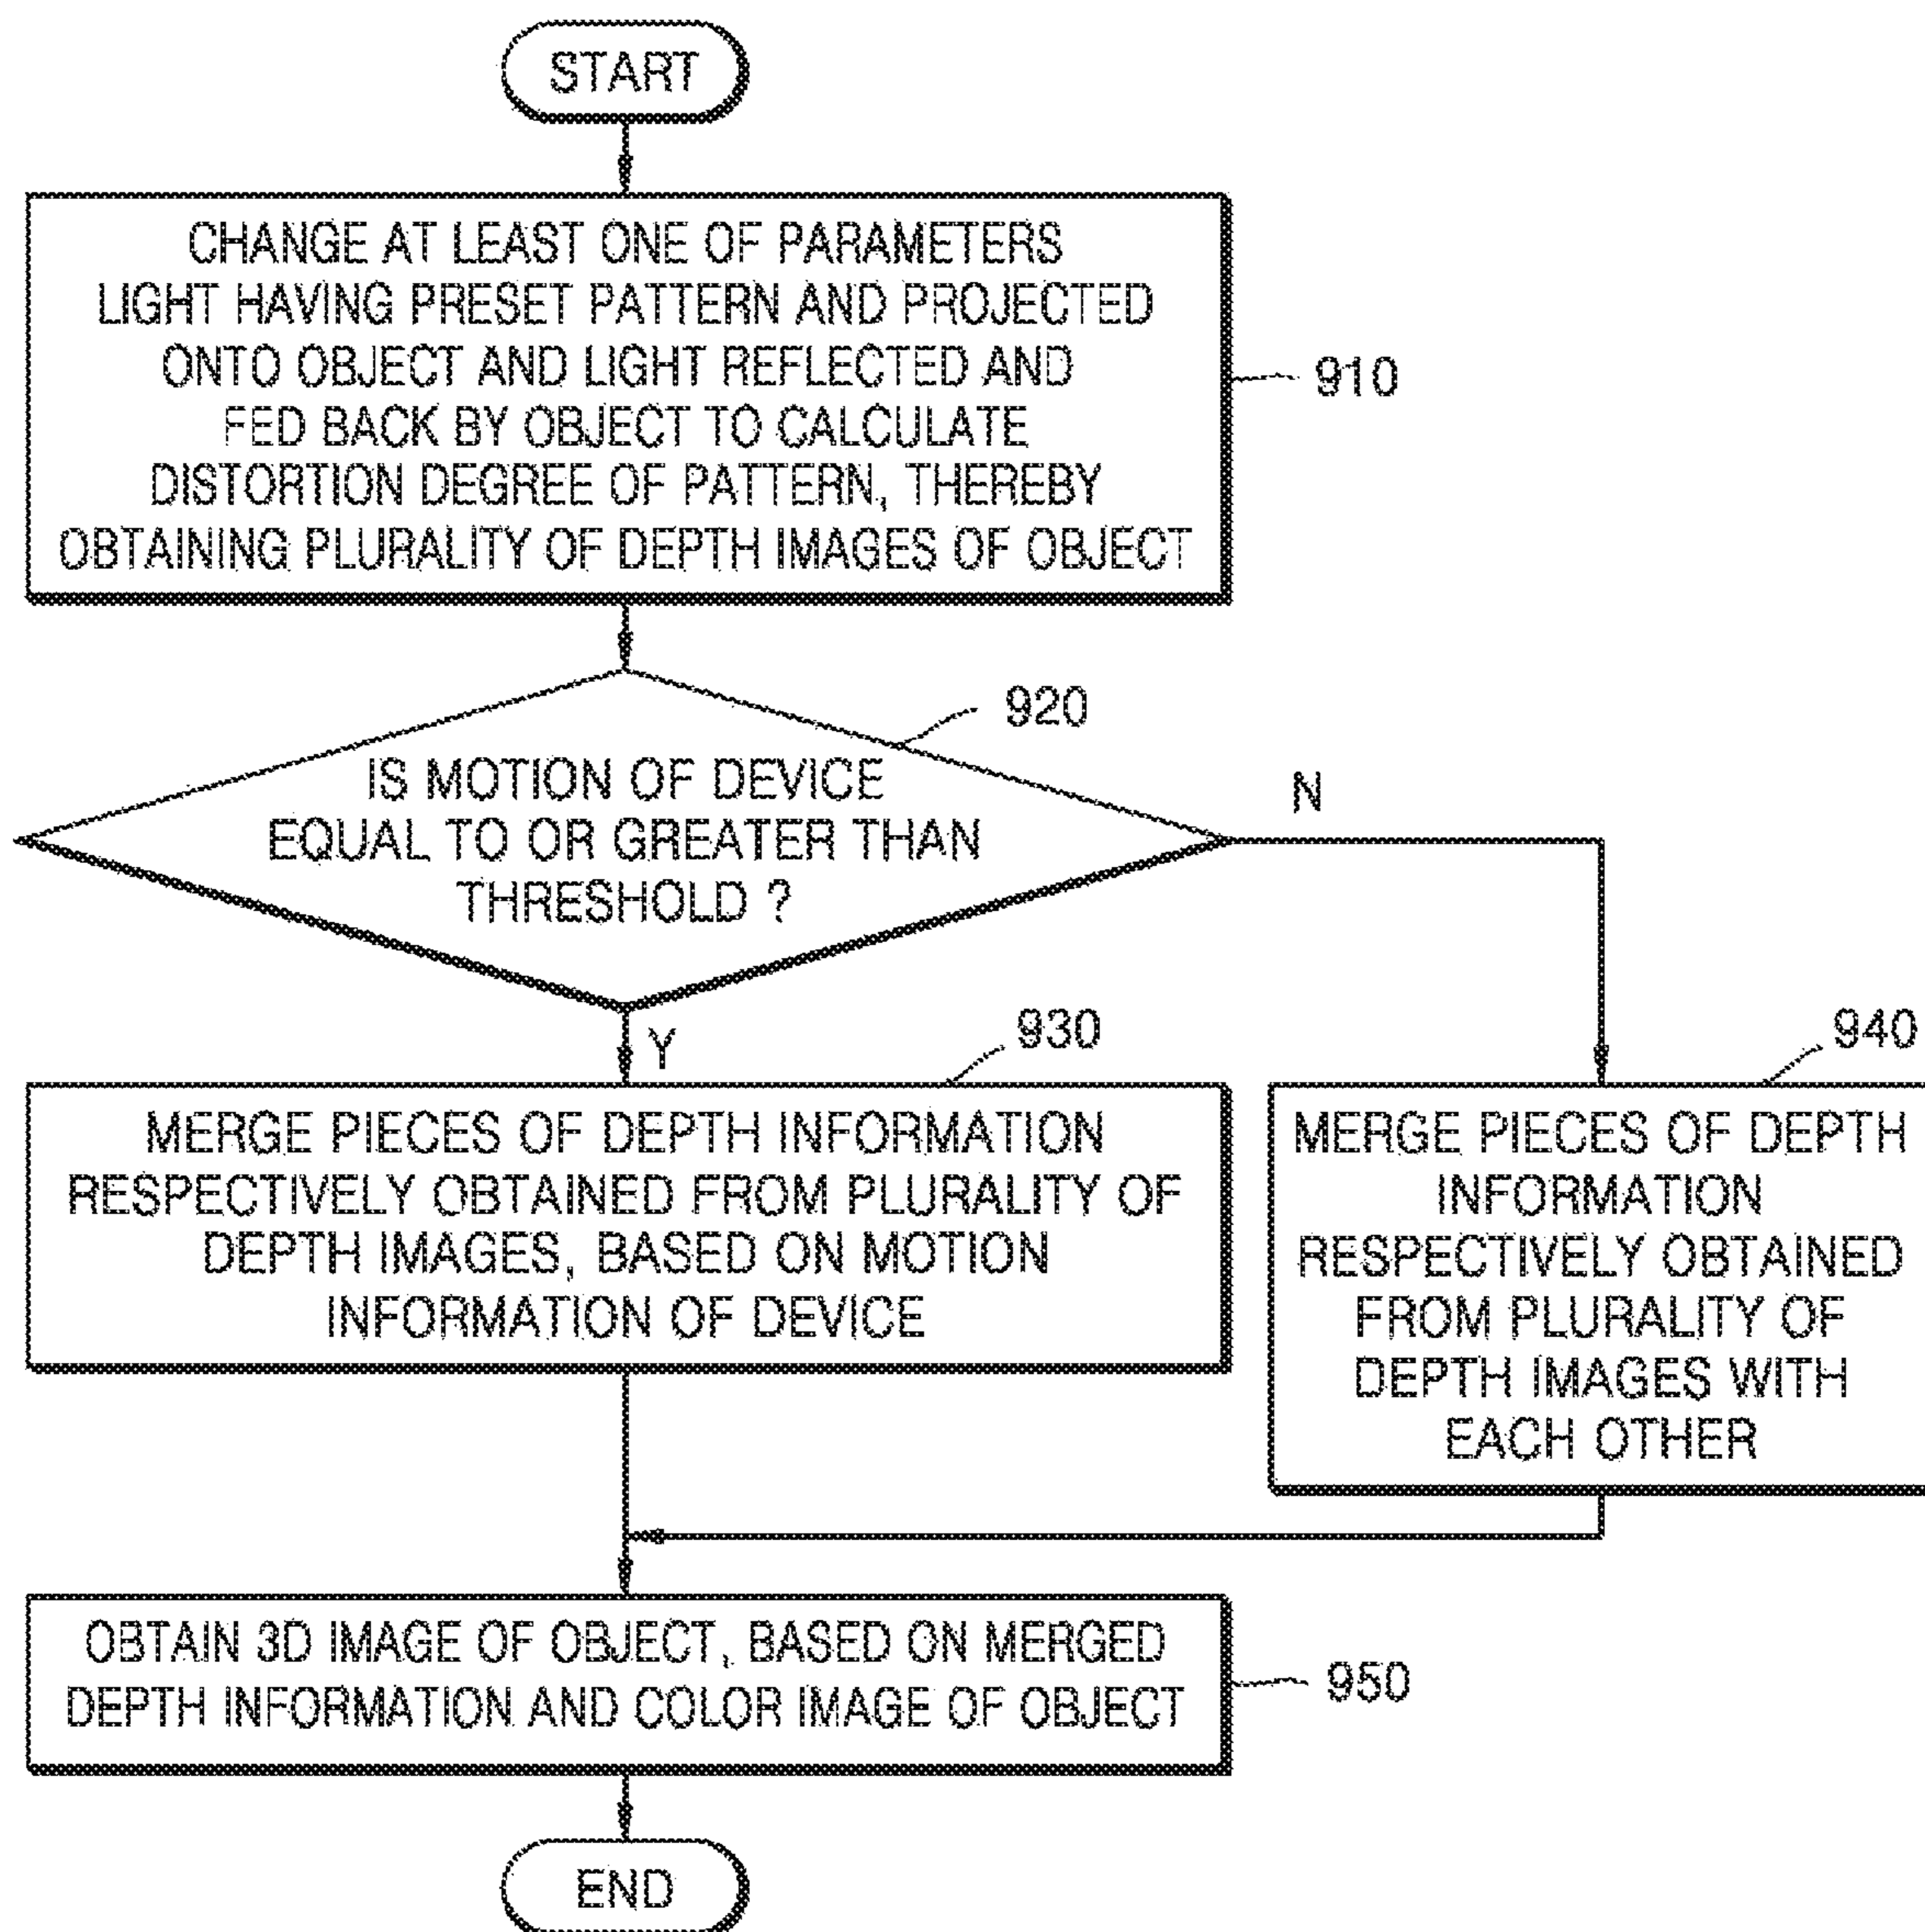 START
CHANGE AT LEAST ONE OF PARAMETERS
LIGHT HAVING PRESET PATTERN AND PROJECTED
ONTO OBJECT AND LIGHT REFLECTED AND
FED BACK BY OBJECT TO CALCULATE
DISTORTION DEGREE OF PATTERN, THEREBY
OBTAINING PLURALITY OF DEPTH IMAGES OF OBJECT
910
920
IS MOTION OF DEVICE
EQUAL TO OR GREATER THAN
THRESHOLD ?
N
Y
930
MERGE PIECES OF DEPTH INFORMATION
RESPECTIVELY OBTAINED FROM PLURALITY OF
DEPTH IMAGES, BASED ON MOTION
INFORMATION OF DEVICE
940
MERGE PIECES OF DEPTH
INFORMATION
RESPECTIVELY OBTAINED
FROM PLURALITY OF
DEPTH IMAGES WITH
EACH OTHER
OBTAIN 3D IMAGE OF OBJECT, BASED ON MERGED
DEPTH INFORMATION AND COLOR IMAGE OF OBJECT
950
END